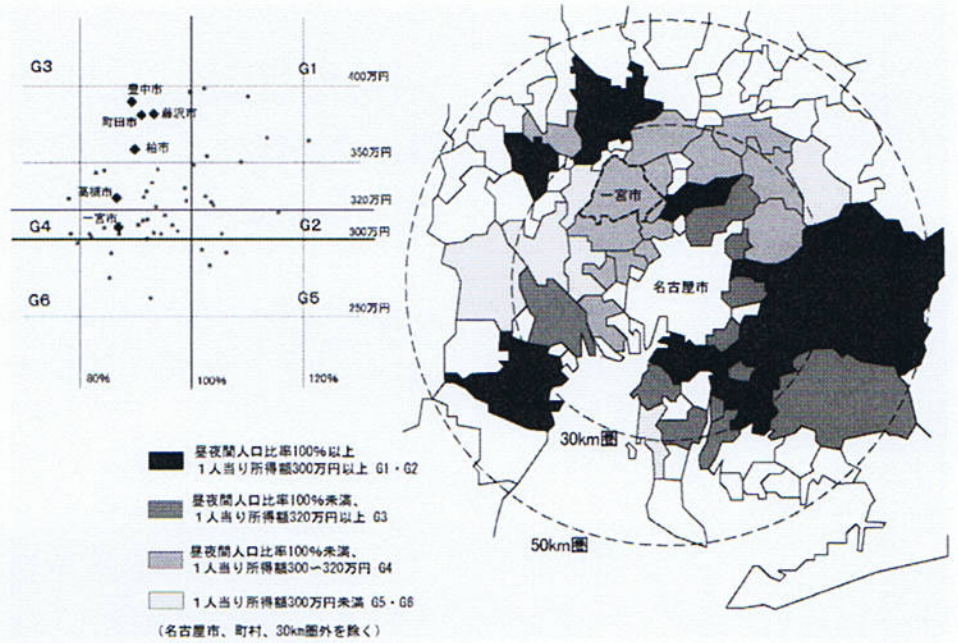 G3
G1
400万円
豊中市
町田市
藤沢市
柏市
350万円
高槻市
320万円
一宮市
G4
G2
300万円
G6
G5
250万円
80%
100%
120%
一宮市
名古屋市
30km圏
50km圏
昼夜間人口比率100%以上
1人当り所得額300万円以上 G1・G2
昼夜間人口比率100%未満、
1人当り所得額320万円以上 G3
昼夜間人口比率100%未満、
1人当り所得額300〜320万円 G4
1人当り所得額300万円未満 G5・G6
(名古屋市、町村、30km圏外を除く)